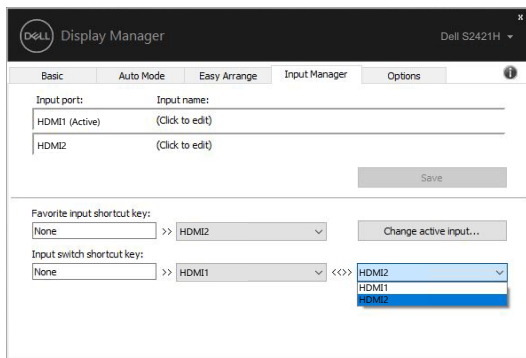 x
DELL Display Manager Dell S2421H
Basic Auto Mode Easy Arrange Input Manager Options i
Input port: Input name:
HDMI1 (Active) (Click to edit)
HDMI2 (Click to edit)
Save
Favorite input shortcut key:
None >> HDMI2 Change active input...
Input switch shortcut key:
None >> HDMI1 <<>> HDMI2
HDMI1
HDMI2